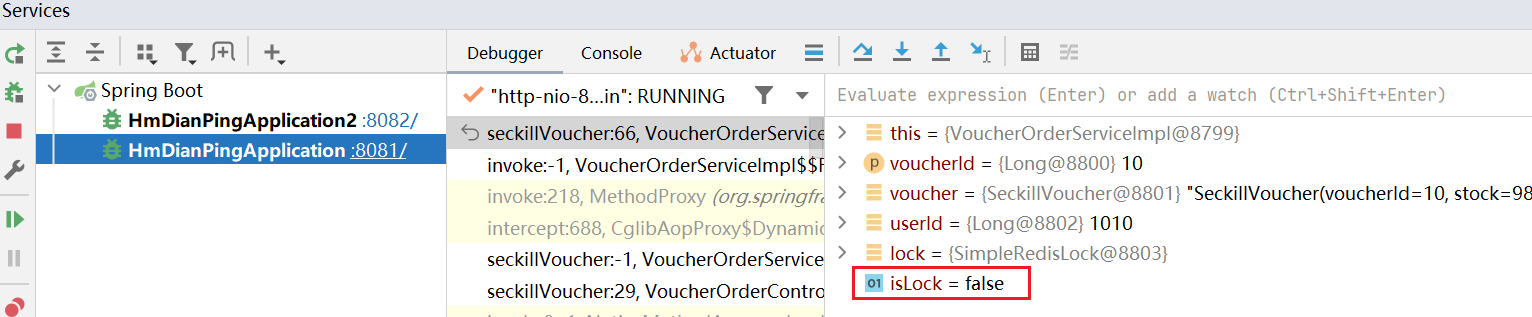 Services
Debugger
Console
Actuator
Spring Boot
HmDianPingApplication2 :8082/
HmDianPingApplication :8081/
"http-nio-8...in": RUNNING
seckillVoucher:66, VoucherOrderService
invoke:-1, VoucherOrderServiceImpl$$F
invoke:218, MethodProxy (org.springfra
intercept:688, CglibAopProxy$Dynamic
seckillVoucher:-1, VoucherOrderService
seckillVoucher:29, VoucherOrderContro
Evaluate expression (Enter) or add a watch (Ctrl+Shift+Enter)
this = {VoucherOrderServiceImpl@8799}
p voucherId = {Long@8800} 10
voucher = {SeckillVoucher@8801} "SeckillVoucher(voucherId=10, stock=98
userId = {Long@8802} 1010
lock = {SimpleRedisLock@8803}
01 isLock = false